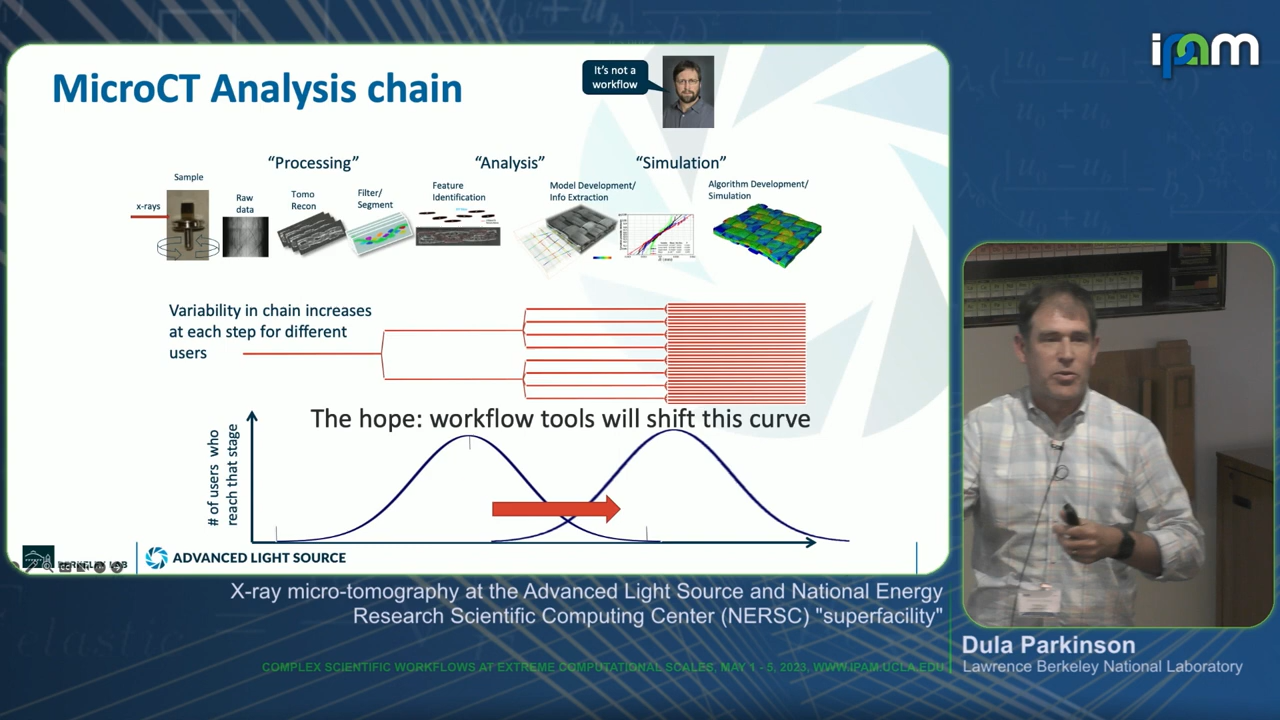 ipam
MicroCT Analysis chain
It's not a
workflow
"Processing"
"Analysis"
"Simulation"
Sample
x-rays
Raw
data
Tomo
Recon
Filter/
Segment
Feature
Identification
Model Development/
Info Extraction
Algorithm Development/
Simulation
Variability in chain increases
at each step for different
users
The hope: workflow tools will shift this curve
# of users who
reach that stage
ADVANCED LIGHT SOURCE
X-ray micro-tomography at the Advanced Light Source and National Energy
Research Scientific Computing Center (NERSC) "superfacility"
COMPLEX SCIENTIFIC WORKFLOWS AT EXTREME COMPUTATIONAL SCALES, MAY 1 - 5, 2023, WWW.IPAM.UCLA.EDU
Dula Parkinson
Lawrence Berkeley National Laboratory